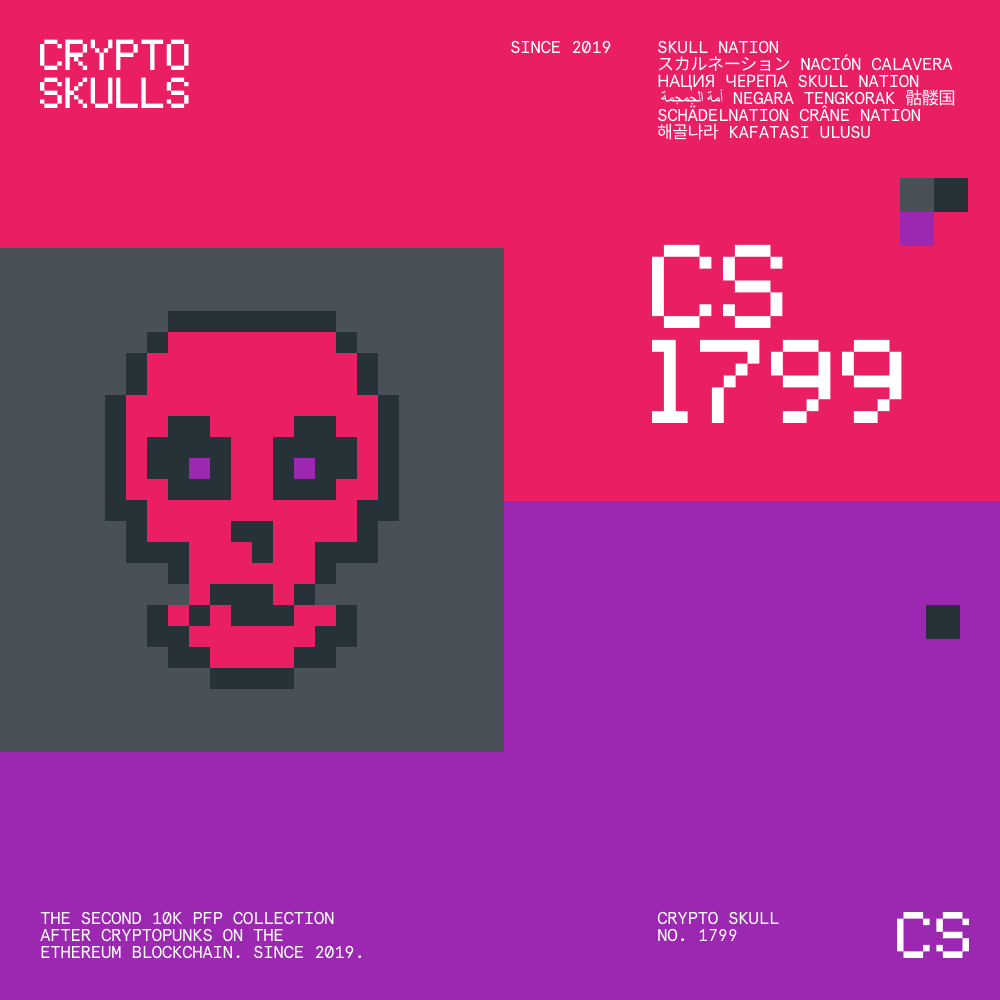 CRYPTO
SKULLS
SINCE 2019
SKULL NATION
スカルネーション NACIÓN CALAVERA
НАЦИЯ ЧЕРЕПА SKULL NATION
أمة الجمجمة NEGARA TENGKORAK 骷髅国
SCHÄDELNATION CRÂNE NATION
해골나라 KAFATASI ULUSU
CS
1799
THE SECOND 10K PFP COLLECTION
AFTER CRYPTOPUNKS ON THE
ETHEREUM BLOCKCHAIN. SINCE 2019.
CRYPTO SKULL
NO. 1799
CS